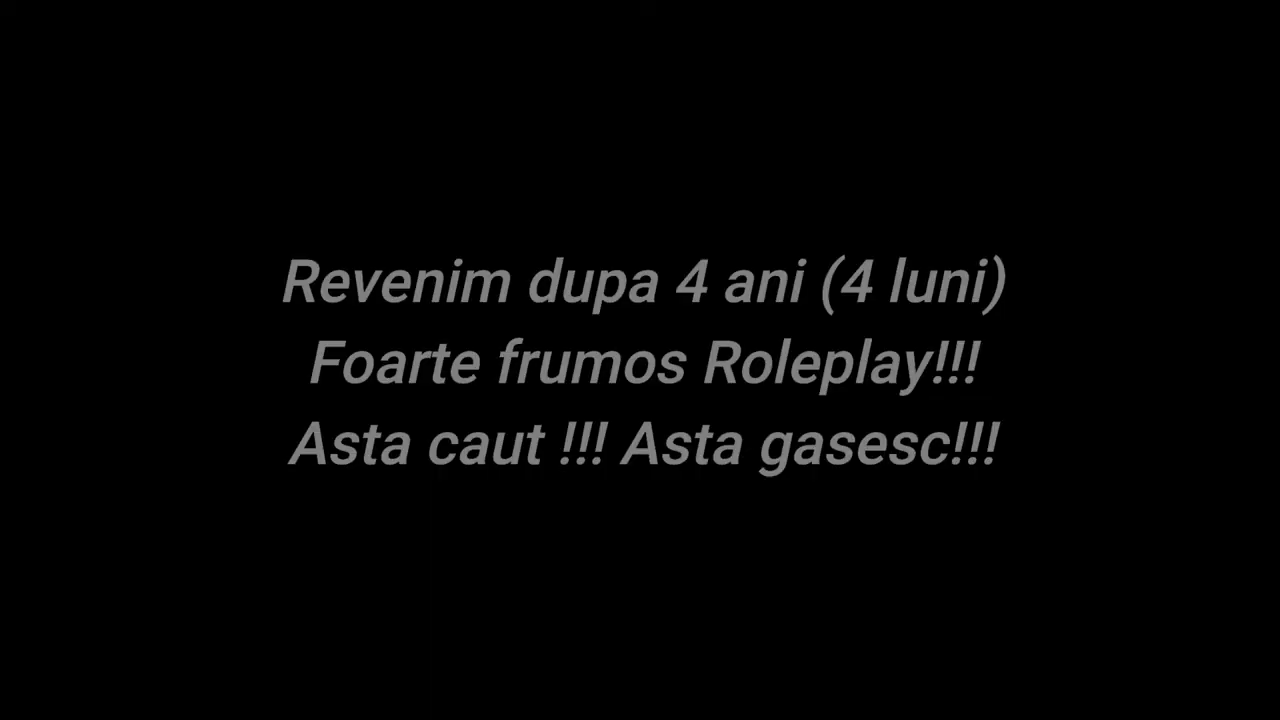 Revenim dupa 4 ani (4 luni)
Foarte frumos Roleplay!!!
Asta caut !!! Asta gasesc!!!